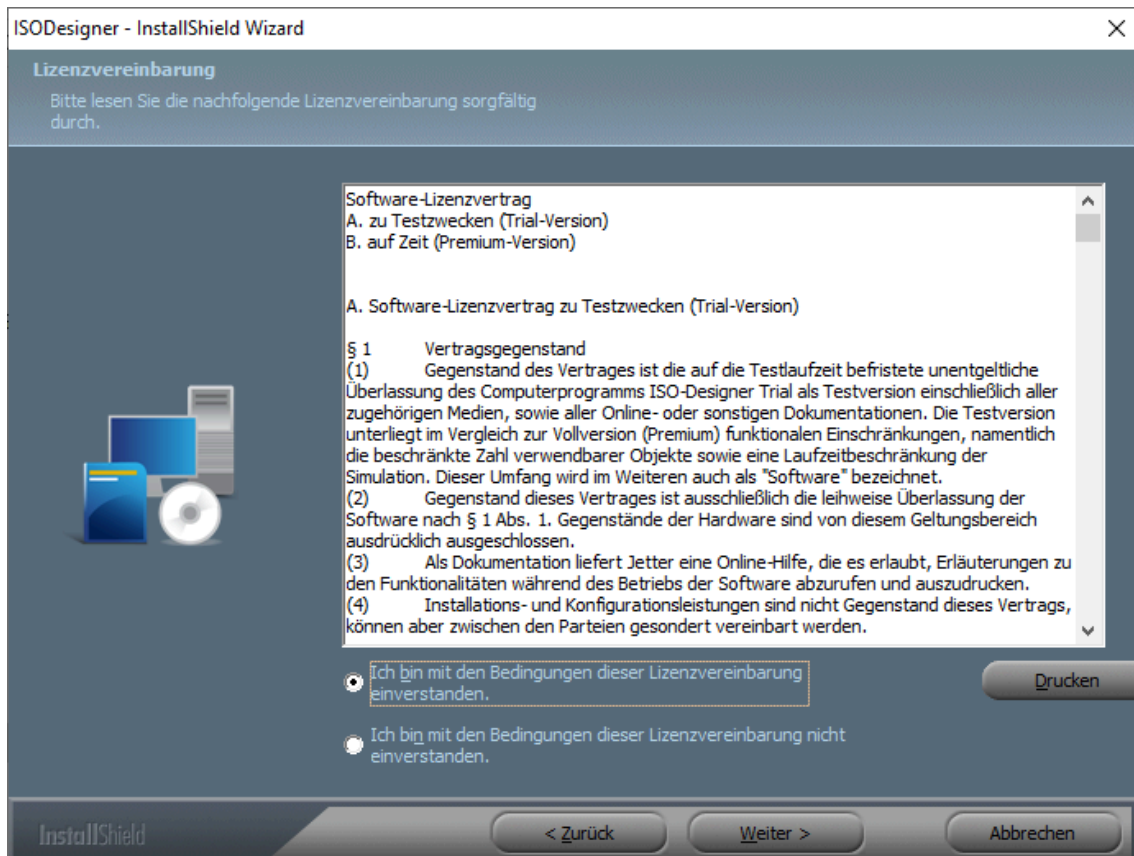 ISODesigner - InstallShield Wizard
Lizenzvereinbarung
Bitte lesen Sie die nachfolgende Lizenzvereinbarung sorgfältig
durch.
Software-Lizenzvertrag
A. zu Testzwecken (Trial-Version)
B. auf Zeit (Premium-Version)
A. Software-Lizenzvertrag zu Testzwecken (Trial-Version)
§ 1 Vertragsgegenstand
(1) Gegenstand des Vertrages ist die auf die Testlaufzeit befristete unentgeltliche
Überlassung des Computerprogramms ISO-Designer Trial als Testversion einschließlich aller
zugehörigen Medien, sowie aller Online- oder sonstigen Dokumentationen. Die Testversion
unterliegt im Vergleich zur Vollversion (Premium) funktionalen Einschränkungen, namentlich
die beschränkte Zahl verwendbarer Objekte sowie eine Laufzeitbeschränkung der
Simulation. Dieser Umfang wird im Weiteren auch als "Software" bezeichnet.
(2) Gegenstand dieses Vertrages ist ausschließlich die leihweise Überlassung der
Software nach § 1 Abs. 1. Gegenstände der Hardware sind von diesem Geltungsbereich
ausdrücklich ausgeschlossen.
(3) Als Dokumentation liefert Jetter eine Online-Hilfe, die es erlaubt, Erläuterungen zu
den Funktionalitäten während des Betriebs der Software abzurufen und auszudrucken.
(4) Installations- und Konfigurationsleistungen sind nicht Gegenstand dieses Vertrags,
können aber zwischen den Parteien gesondert vereinbart werden.
Ich bin mit den Bedingungen dieser Lizenzvereinbarung
einverstanden.
Drucken
Ich bin mit den Bedingungen dieser Lizenzvereinbarung nicht
einverstanden.
InstallShield
< Zurück
Weiter >
Abbrechen